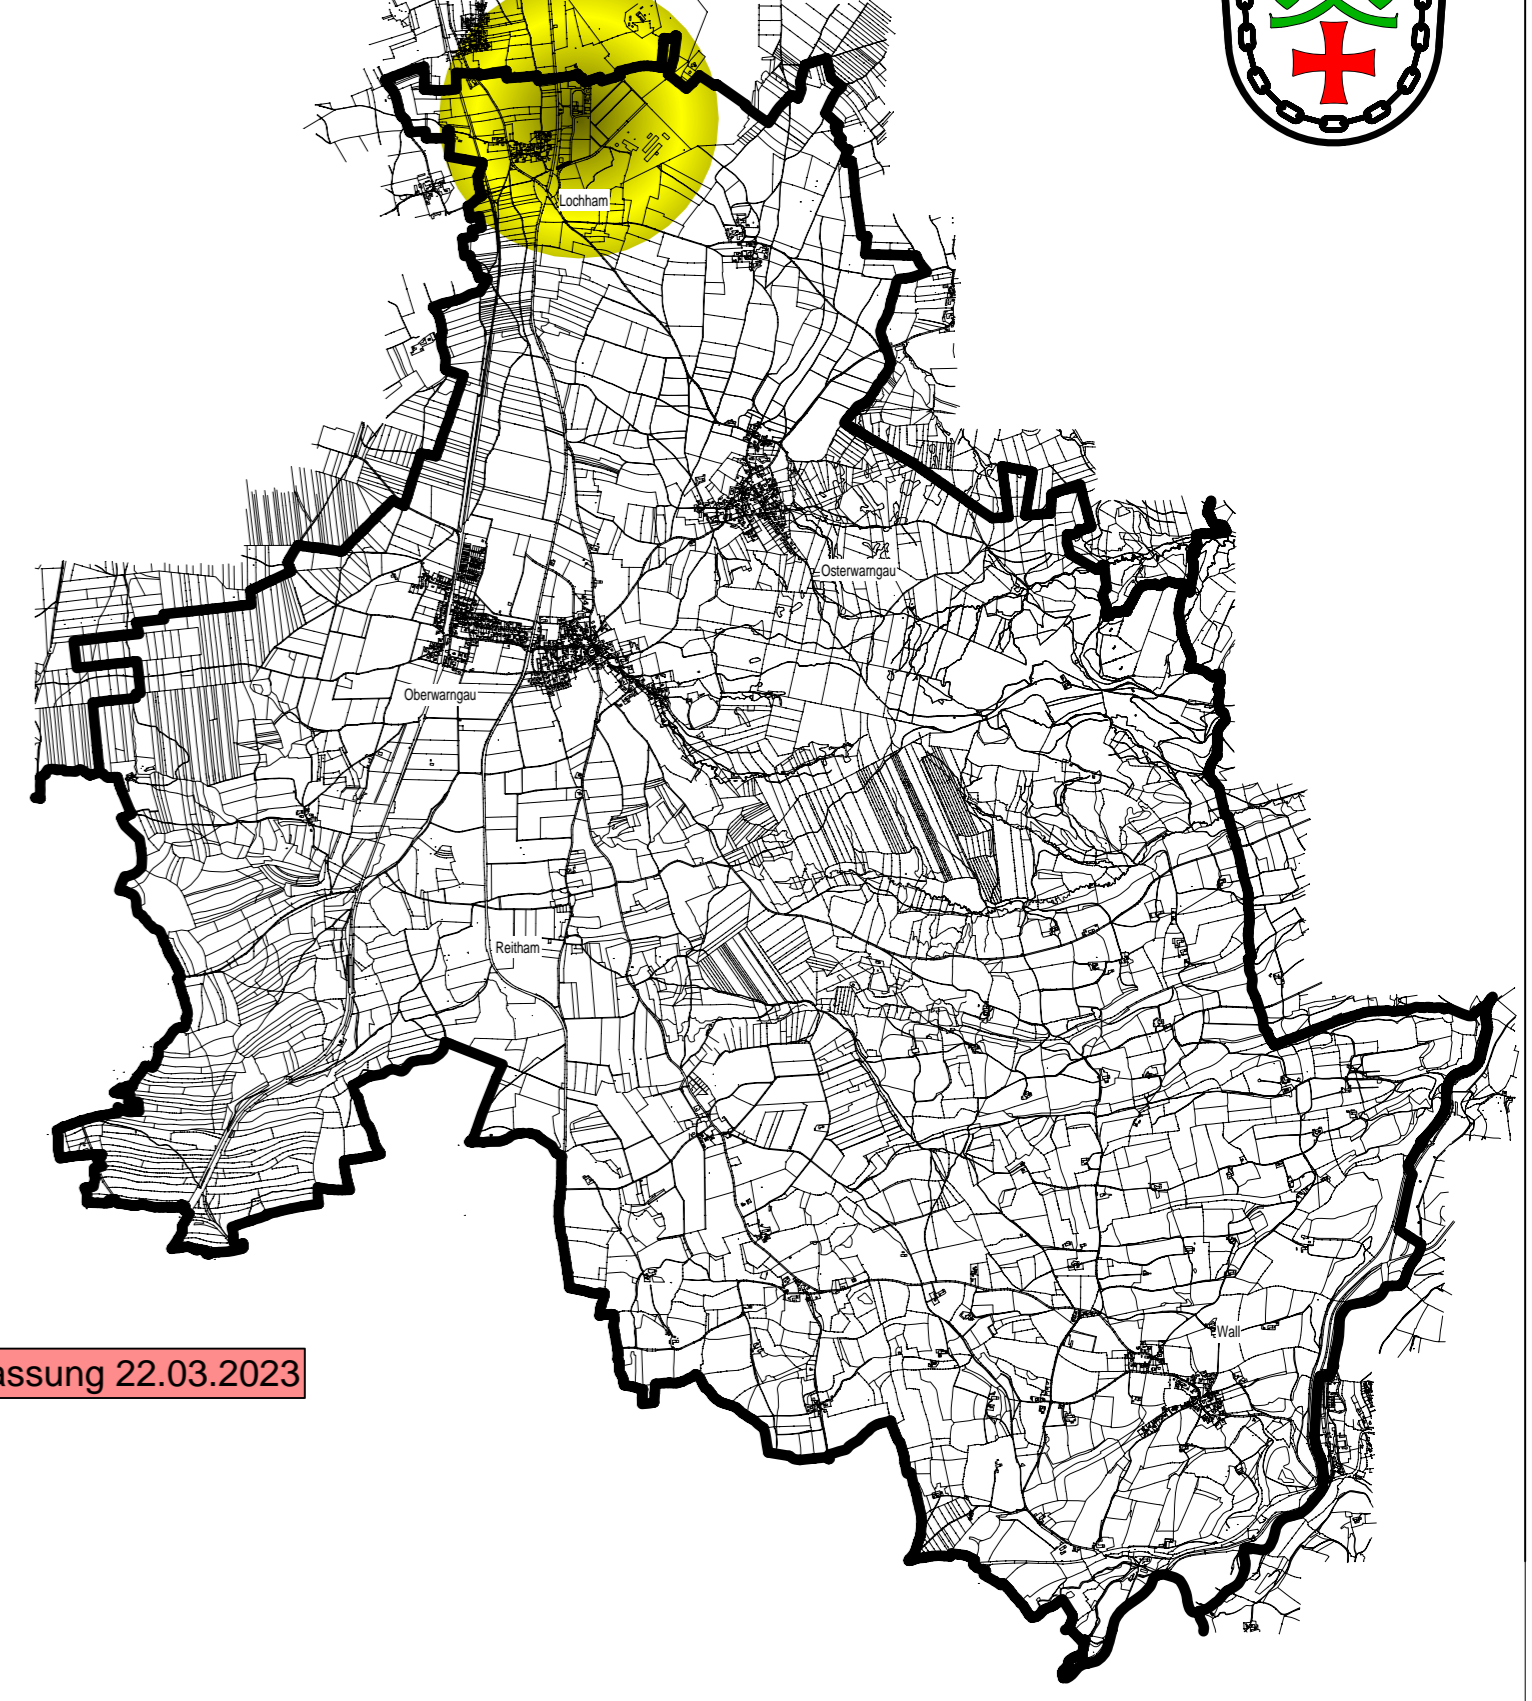 Lochham
Osterwarngau
Oberwarngau
Reitham
Wall
assung 22.03.2023